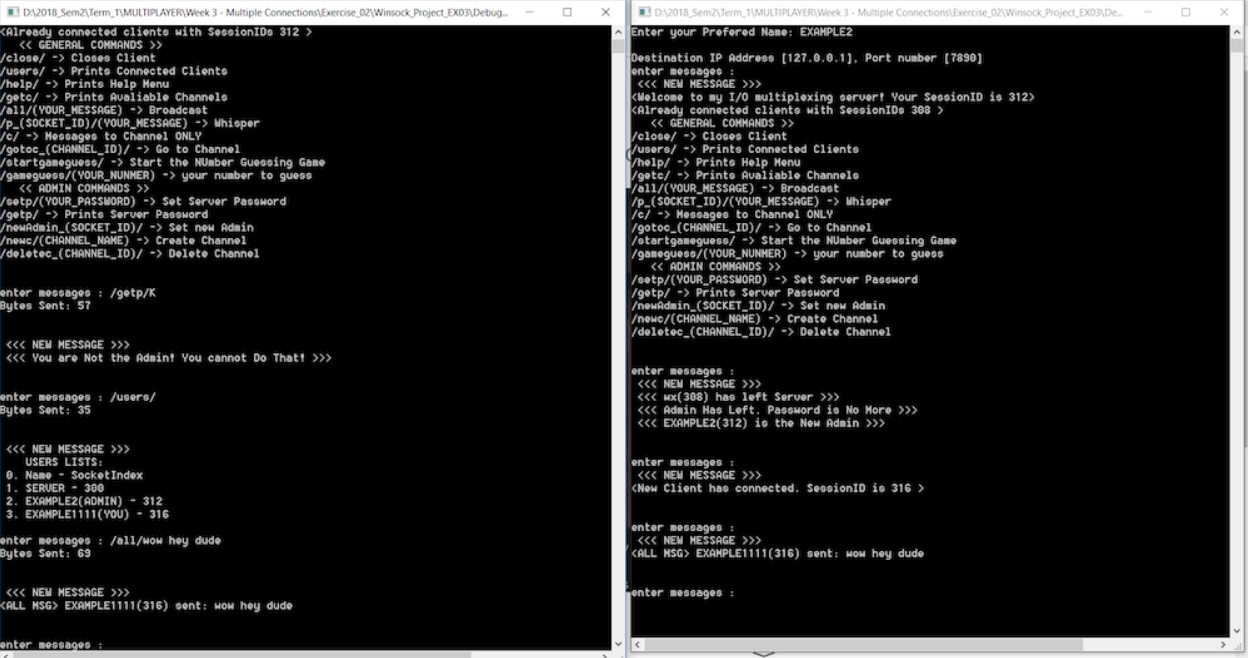 D:\2018_Sem2\Term_1\MULTIPLAYER\Week 3 - Multiple Connections\Exercise_02\Winsock_Project_EX03\Debug...
<Already connected clients with SessionIDs 312 >
<< GENERAL COMMANDS >>
/close/ -> Closes Client
/users/ -> Prints Connected Clients
/help/ -> Prints Help Menu
/getc/ -> Prints Avaliable Channels
/all/(YOUR_MESSAGE) -> Broadcast
/p_(SOCKET_ID)/(YOUR_MESSAGE) -> Whisper
/c/ -> Messages to Channel ONLY
/gotoc_(CHANNEL_ID)/ -> Go to Channel
/startgameguess/ -> Start the NUmber Guessing Game
/gameguess/(YOUR_NUNMER) -> your number to guess
<< ADMIN COMMANDS >>
/setp/(YOUR_PASSWORD) -> Set Server Password
/getp/ -> Prints Server Password
/newAdmin_(SOCKET_ID)/ -> Set new Admin
/newc/(CHANNEL_NAME) -> Create Channel
/deletec_(CHANNEL_ID)/ -> Delete Channel
enter messages : /getp/K
Bytes Sent: 57
<<< NEW MESSAGE >>>
<<< You are Not the Admin! You cannot Do That! >>>
enter messages : /users/
Bytes Sent: 35
<<< NEW MESSAGE >>>
USERS LISTS:
0. Name - SocketIndex
1. SERVER - 300
2. EXAMPLE2(ADMIN) - 312
3. EXAMPLE1111(YOU) - 316
enter messages : /all/wow hey dude
Bytes Sent: 69
<<< NEW MESSAGE >>>
<ALL MSG> EXAMPLE1111(316) sent: wow hey dude
enter messages :
D:\2018_Sem2\Term_1\MULTIPLAYER\Week 3 - Multiple Connections\Exercise_02\Winsock_Project_EX03\De...
Enter your Prefered Name: EXAMPLE2
Destination IP Address [127.0.0.1], Port number [7890]
enter messages :
<<< NEW MESSAGE >>>
<Welcome to my I/O multiplexing server! Your SessionID is 312>
<Already connected clients with SessionIDs 308 >
<< GENERAL COMMANDS >>
/close/ -> Closes Client
/users/ -> Prints Connected Clients
/help/ -> Prints Help Menu
/getc/ -> Prints Avaliable Channels
/all/(YOUR_MESSAGE) -> Broadcast
/p_(SOCKET_ID)/(YOUR_MESSAGE) -> Whisper
/c/ -> Messages to Channel ONLY
/gotoc_(CHANNEL_ID)/ -> Go to Channel
/startgameguess/ -> Start the NUmber Guessing Game
/gameguess/(YOUR_NUNMER) -> your number to guess
<< ADMIN COMMANDS >>
/setp/(YOUR_PASSWORD) -> Set Server Password
/getp/ -> Prints Server Password
/newAdmin_(SOCKET_ID)/ -> Set new Admin
/newc/(CHANNEL_NAME) -> Create Channel
/deletec_(CHANNEL_ID)/ -> Delete Channel
enter messages :
<<< NEW MESSAGE >>>
<<< wx(308) has left Server >>>
<<< Admin Has Left. Password is No More >>>
<<< EXAMPLE2(312) is the New Admin >>>
enter messages :
<<< NEW MESSAGE >>>
<New Client has connected. SessionID is 316 >
enter messages :
<<< NEW MESSAGE >>>
<ALL MSG> EXAMPLE1111(316) sent: wow hey dude
enter messages :